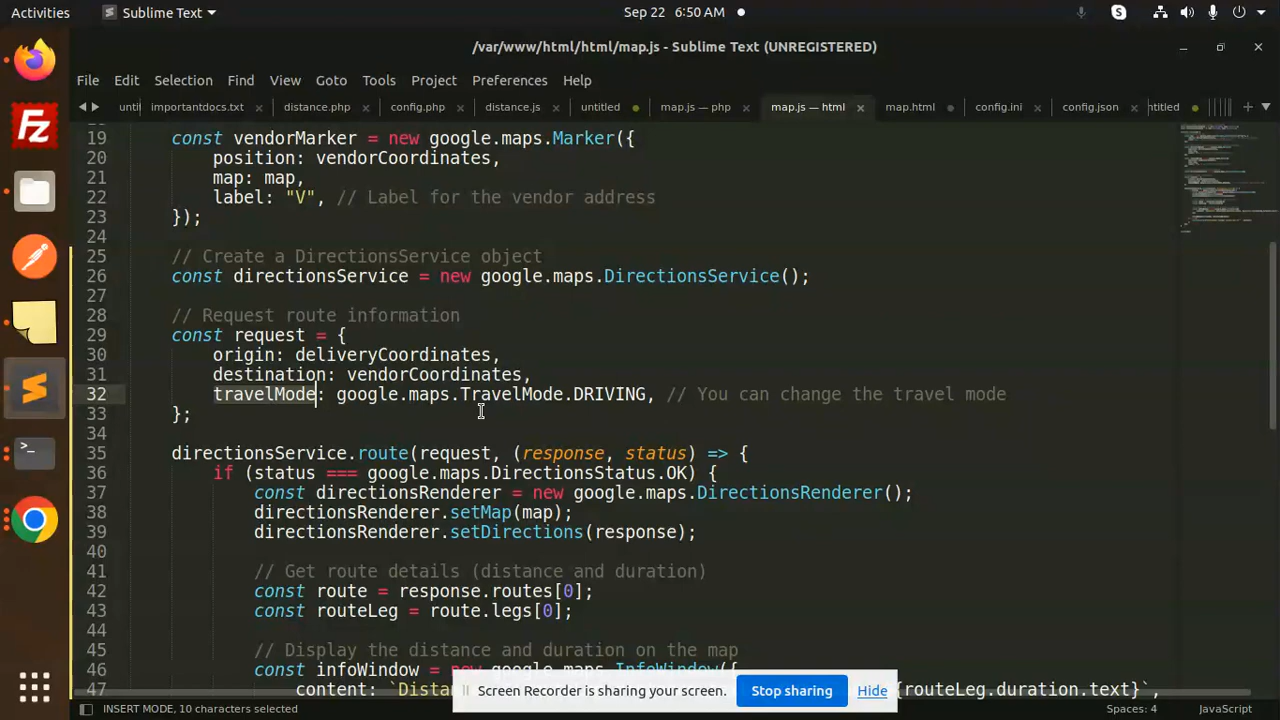 Activities
Sublime Text
Sep 22 6:50 AM
/var/www/html/html/map.js - Sublime Text (UNREGISTERED)
File Edit Selection Find View Goto Tools Project Preferences Help
importantdocs.txt distance.php config.php distance.js untitled map.js — php map.js — html map.html config.ini config.json
19 const vendorMarker = new google.maps.Marker({
20 position: vendorCoordinates,
21 map: map,
22 label: "V", // Label for the vendor address
23 });
24
25 // Create a DirectionsService object
26 const directionsService = new google.maps.DirectionsService();
27
28 // Request route information
29 const request = {
30 origin: deliveryCoordinates,
31 destination: vendorCoordinates,
32 travelMode: google.maps.TravelMode.DRIVING, // You can change the travel mode
33 };
34
35 directionsService.route(request, (response, status) => {
36 if (status === google.maps.DirectionsStatus.OK) {
37 const directionsRenderer = new google.maps.DirectionsRenderer();
38 directionsRenderer.setMap(map);
39 directionsRenderer.setDirections(response);
40
41 // Get route details (distance and duration)
42 const route = response.routes[0];
43 const routeLeg = route.legs[0];
44
45 // Display the distance and duration on the map
46 const infoWindow = new google.maps.InfoWindow({
47 content: `Distan {routeLeg.duration.text}`,
Screen Recorder is sharing your screen. Stop sharing Hide
INSERT MODE, 10 characters selected
Spaces: 4
JavaScript